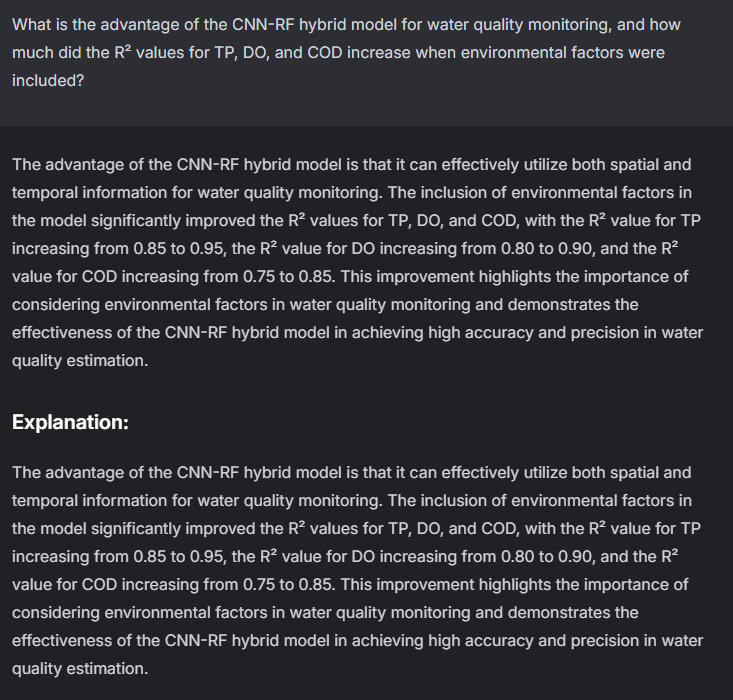 What is the advantage of the CNN-RF hybrid model for water quality monitoring, and how
much did the R² values for TP, DO, and COD increase when environmental factors were
included?
The advantage of the CNN-RF hybrid model is that it can effectively utilize both spatial and
temporal information for water quality monitoring. The inclusion of environmental factors in
the model significantly improved the R² values for TP, DO, and COD, with the R² value for TP
increasing from 0.85 to 0.95, the R² value for DO increasing from 0.80 to 0.90, and the R²
value for COD increasing from 0.75 to 0.85. This improvement highlights the importance of
considering environmental factors in water quality monitoring and demonstrates the
effectiveness of the CNN-RF hybrid model in achieving high accuracy and precision in water
quality estimation.
Explanation:
The advantage of the CNN-RF hybrid model is that it can effectively utilize both spatial and
temporal information for water quality monitoring. The inclusion of environmental factors in
the model significantly improved the R² values for TP, DO, and COD, with the R² value for TP
increasing from 0.85 to 0.95, the R² value for DO increasing from 0.80 to 0.90, and the R²
value for COD increasing from 0.75 to 0.85. This improvement highlights the importance of
considering environmental factors in water quality monitoring and demonstrates the
effectiveness of the CNN-RF hybrid model in achieving high accuracy and precision in water
quality estimation.